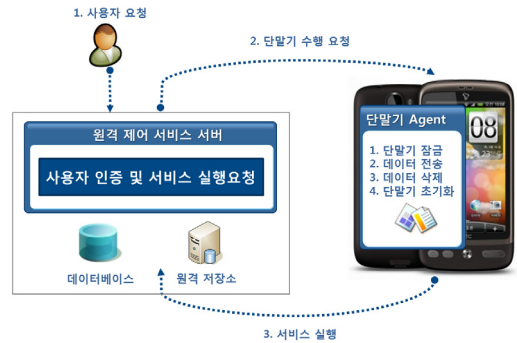 1. 사용자 요청
2. 단말기 수행 요청
원격 제어 서비스 서버
사용자 인증 및 서비스 실행요청
데이터베이스
원격 저장소
단말기 Agent
1. 단말기 잠금
2. 데이터 전송
3. 데이터 삭제
4. 단말기 초기화
08
3. 서비스 실행